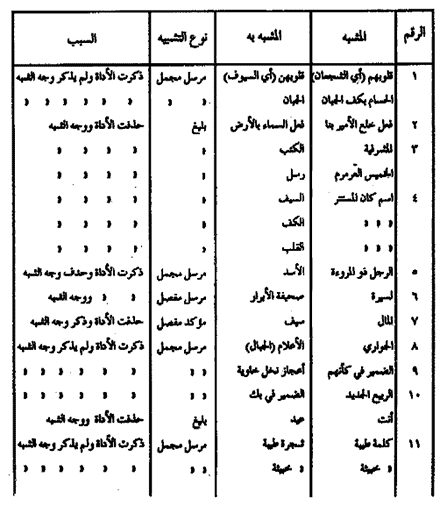 الرقم المشبه المشبه به نوع التشبيه السبب
١ قلوبهم (أي الشجعان) قلوبهن (أي السيوف) مرسل مجمل ذكرت الأداة ولم يذكر وجه الشبه
الحسام بكف الجبان الجبان « « « « « « « «
٢ فعل خلع الأمير بنا فعل السماء بالأرض بليغ حذفت الأداة ووجه الشبه
٣ المشرفية الكتب « « « « «
الخميس العرمرم رسل « « « « «
٤ اسم كان المستتر السيف « « « « «
« « « الكف « « « « «
« « « القلب « « « « «
٥ الرجل ذو المروءة الأسد مرسل مجمل ذكرت الأداة وحذف وجه الشبه
٦ لسيرة صحيفة الأبرار مرسل مفصل « « ووجه الشبه
٧ المال سيف مؤكد مفصل حذفت الأداة وذكر وجه الشبه
٨ الجواري الأعلام (الجبال) مرسل مجمل ذكرت الأداة ولم يذكر وجه الشبه
٩ الضمير في كأنهم أعجاز نخل خاوية « « « « « « « «
١٠ الربيع الجديد الضمير في بك « « « « « « « «
أنت عيد بليغ حذفت الأداة ووجه الشبه
١١ كلمة طيبة شجرة طيبة مرسل مجمل ذكرت الأداة ولم يذكر وجه الشبه
« خبيثة « خبيثة « « « « « « « «